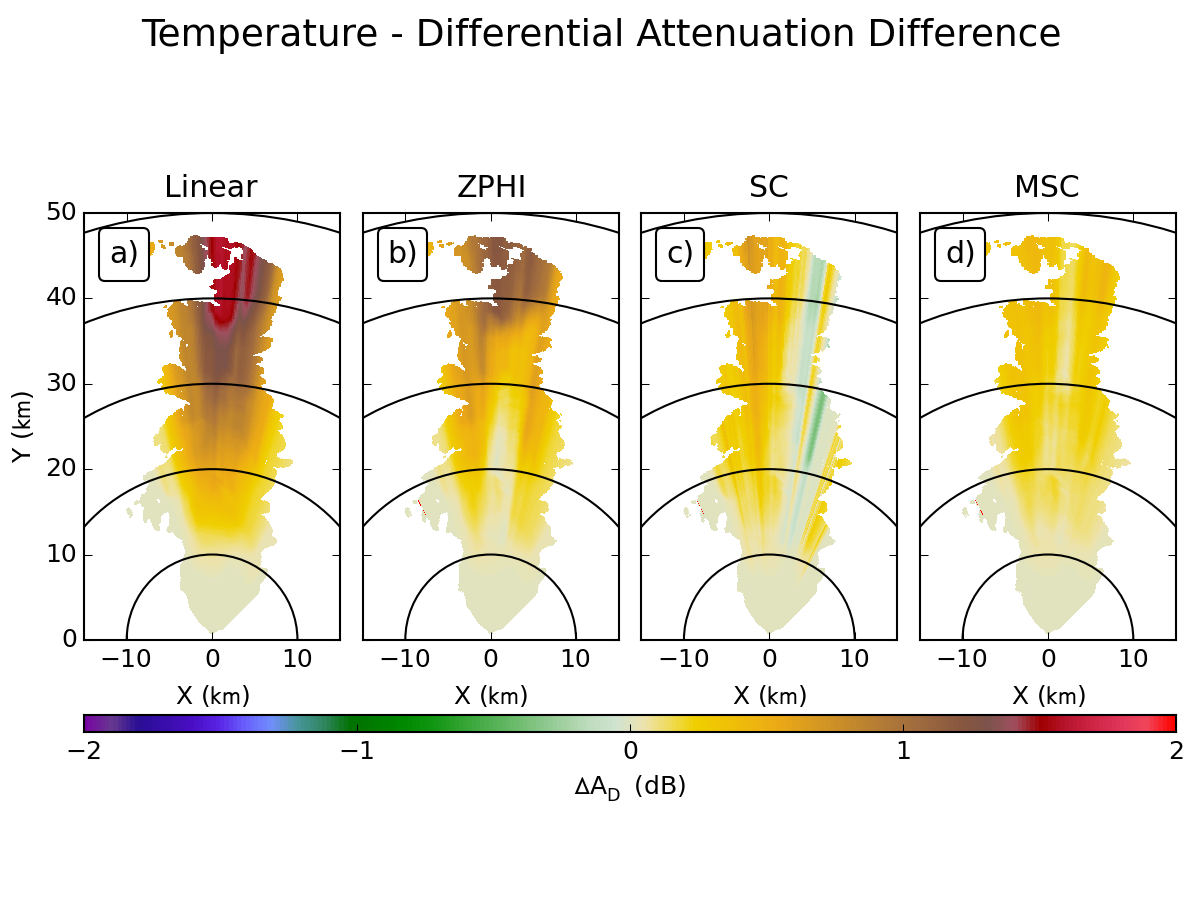 Temperature - Differential Attenuation Difference
Linear ZPHI SC MSC
50
a) b) c) d)
40
30
Y (km)
20
10
0
−10 0 10 −10 0 10 −10 0 10 −10 0 10
X (km) X (km) X (km) X (km)
−2 −1 0 1 2
ΔA_D (dB)